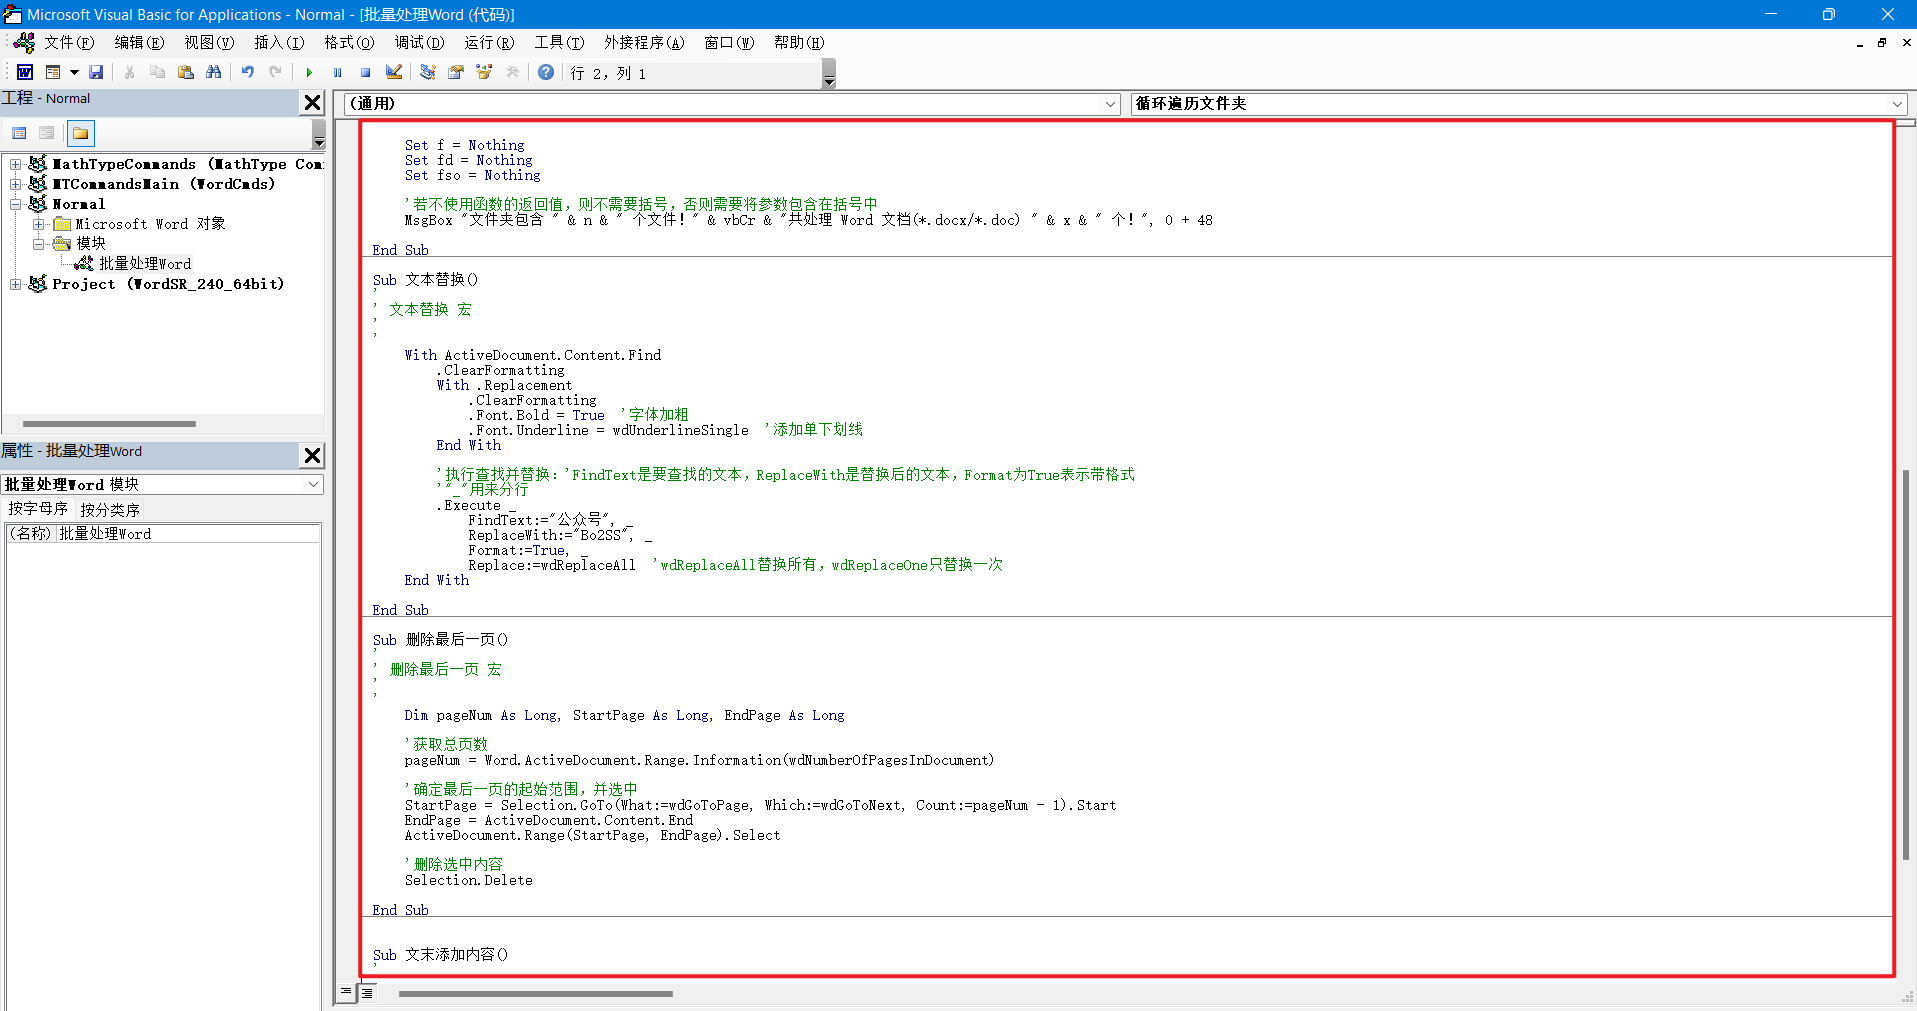 Microsoft Visual Basic for Applications - Normal - [批量处理Word (代码)]
文件(F) 编辑(E) 视图(V) 插入(I) 格式(O) 调试(D) 运行(R) 工具(T) 外接程序(A) 窗口(W) 帮助(H)
行 2, 列 1
工程 - Normal
MathTypeCommands (MathType Com
MTCommandsMain (WordCmds)
Normal
Microsoft Word 对象
模块
批量处理Word
Project (WordSR_240_64bit)
属性 - 批量处理Word
批量处理Word 模块
按字母序 按分类序
(名称) 批量处理Word
(通用) 循环遍历文件夹
Set f = Nothing
Set fd = Nothing
Set fso = Nothing
'若不使用函数的返回值，则不需要括号，否则需要将参数包含在括号中
MsgBox "文件夹包含 " & n & " 个文件！" & vbCr & "共处理 Word 文档(*.docx/*.doc) " & x & " 个！", 0 + 48
End Sub
Sub 文本替换()
'
' 文本替换 宏
'
'
With ActiveDocument.Content.Find
.ClearFormatting
With .Replacement
.ClearFormatting
.Font.Bold = True '字体加粗
.Font.Underline = wdUnderlineSingle '添加单下划线
End With
'执行查找并替换：'FindText是要查找的文本，ReplaceWith是替换后的文本，Format为True表示带格式
'"_"用来分行
.Execute _
FindText:="公众号", _
ReplaceWith:="Bo2SS", _
Format:=True, _
Replace:=wdReplaceAll 'wdReplaceAll替换所有，wdReplaceOne只替换一次
End With
End Sub
Sub 删除最后一页()
'
' 删除最后一页 宏
'
'
Dim pageNum As Long, StartPage As Long, EndPage As Long
'获取总页数
pageNum = Word.ActiveDocument.Range.Information(wdNumberOfPagesInDocument)
'确定最后一页的起始范围，并选中
StartPage = Selection.GoTo(What:=wdGoToPage, Which:=wdGoToNext, Count:=pageNum - 1).Start
EndPage = ActiveDocument.Content.End
ActiveDocument.Range(StartPage, EndPage).Select
'删除选中内容
Selection.Delete
End Sub
Sub 文末添加内容()
'